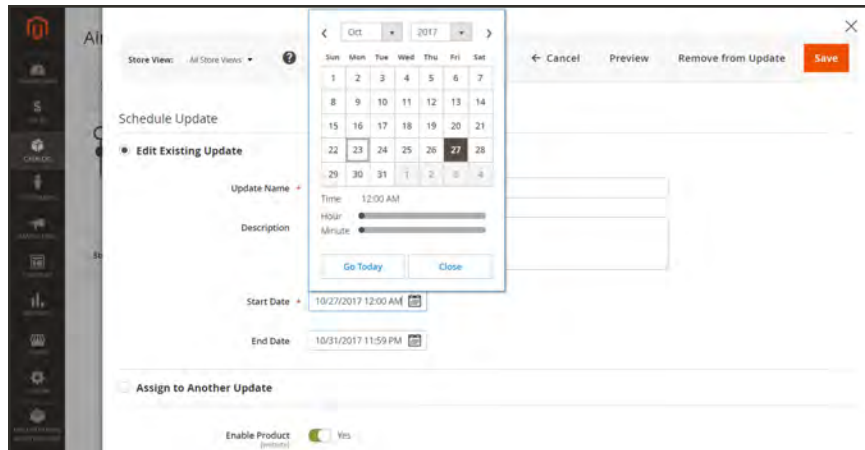 Oct 2017
Al
Store View: All Store Views
← Cancel Preview Remove from Update Save
Sun Mon Tue Wed Thu Fri Sat
1 2 3 4 5 6 7
8 9 10 11 12 13 14
Schedule Update
15 16 17 18 19 20 21
Edit Existing Update
22 23 24 25 26 27 28
29 30 31 1 2 3 4
Update Name *
Time 12:00 AM
Hour
Description
Minute
Go Today Close
Start Date * 10/27/2017 12:00 AM
End Date 10/31/2017 11:59 PM
Assign to Another Update
Enable Product Yes
[website]